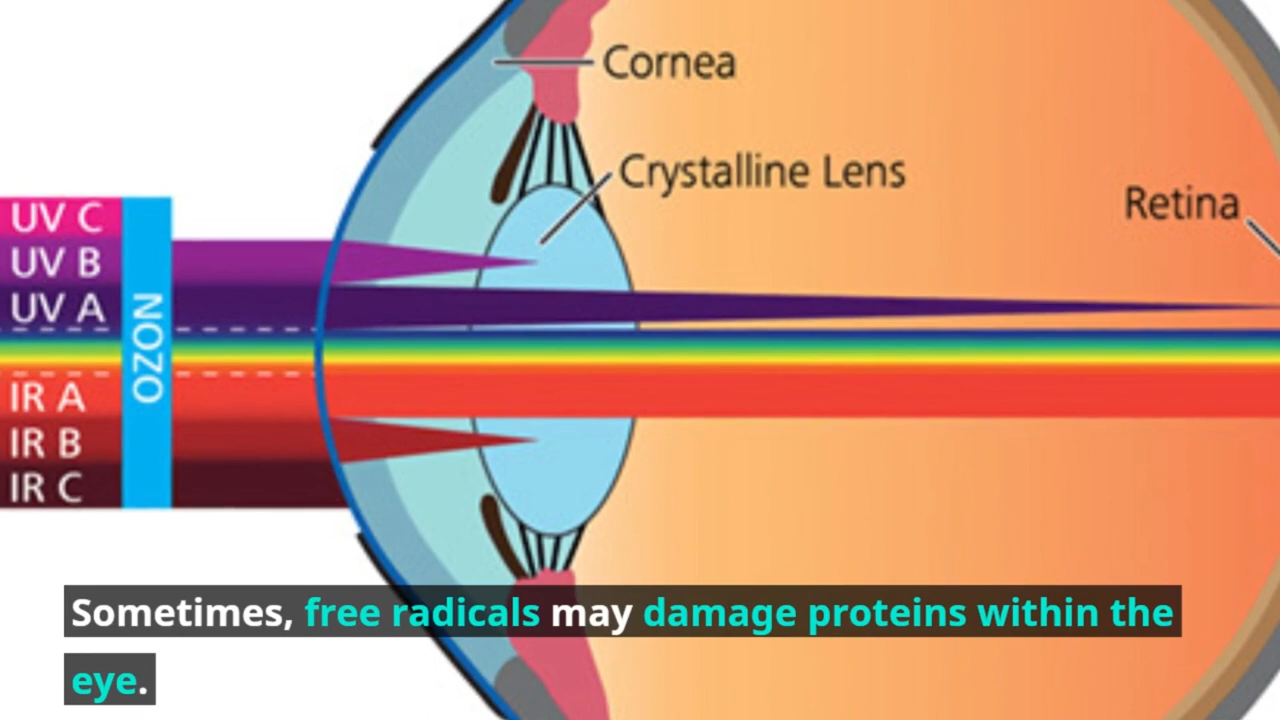 Cornea
Crystalline Lens
Retina
UV C
UV B
UV A
OZON
IR A
IR B
IR C
Sometimes, free radicals may damage proteins within the
eye.